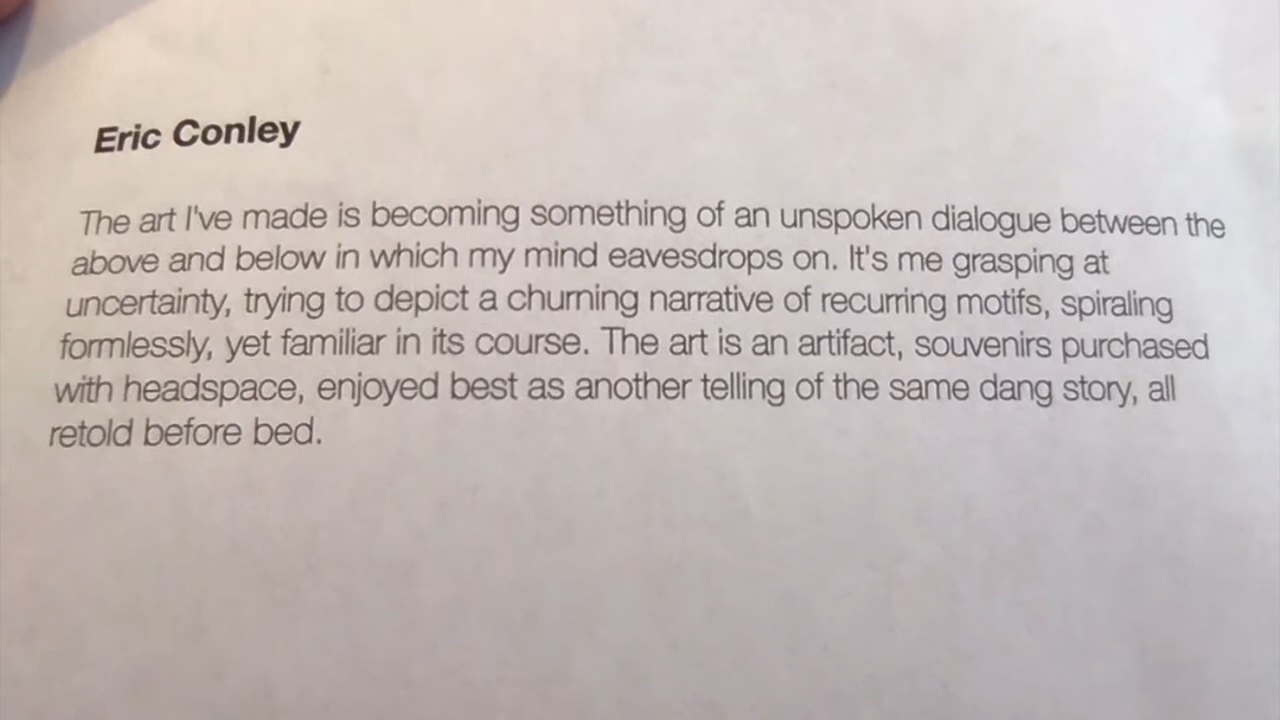 Eric Conley
The art I've made is becoming something of an unspoken dialogue between the
above and below in which my mind eavesdrops on. It's me grasping at
uncertainty, trying to depict a churning narrative of recurring motifs, spiraling
formlessly, yet familiar in its course. The art is an artifact, souvenirs purchased
with headspace, enjoyed best as another telling of the same dang story, all
retold before bed.